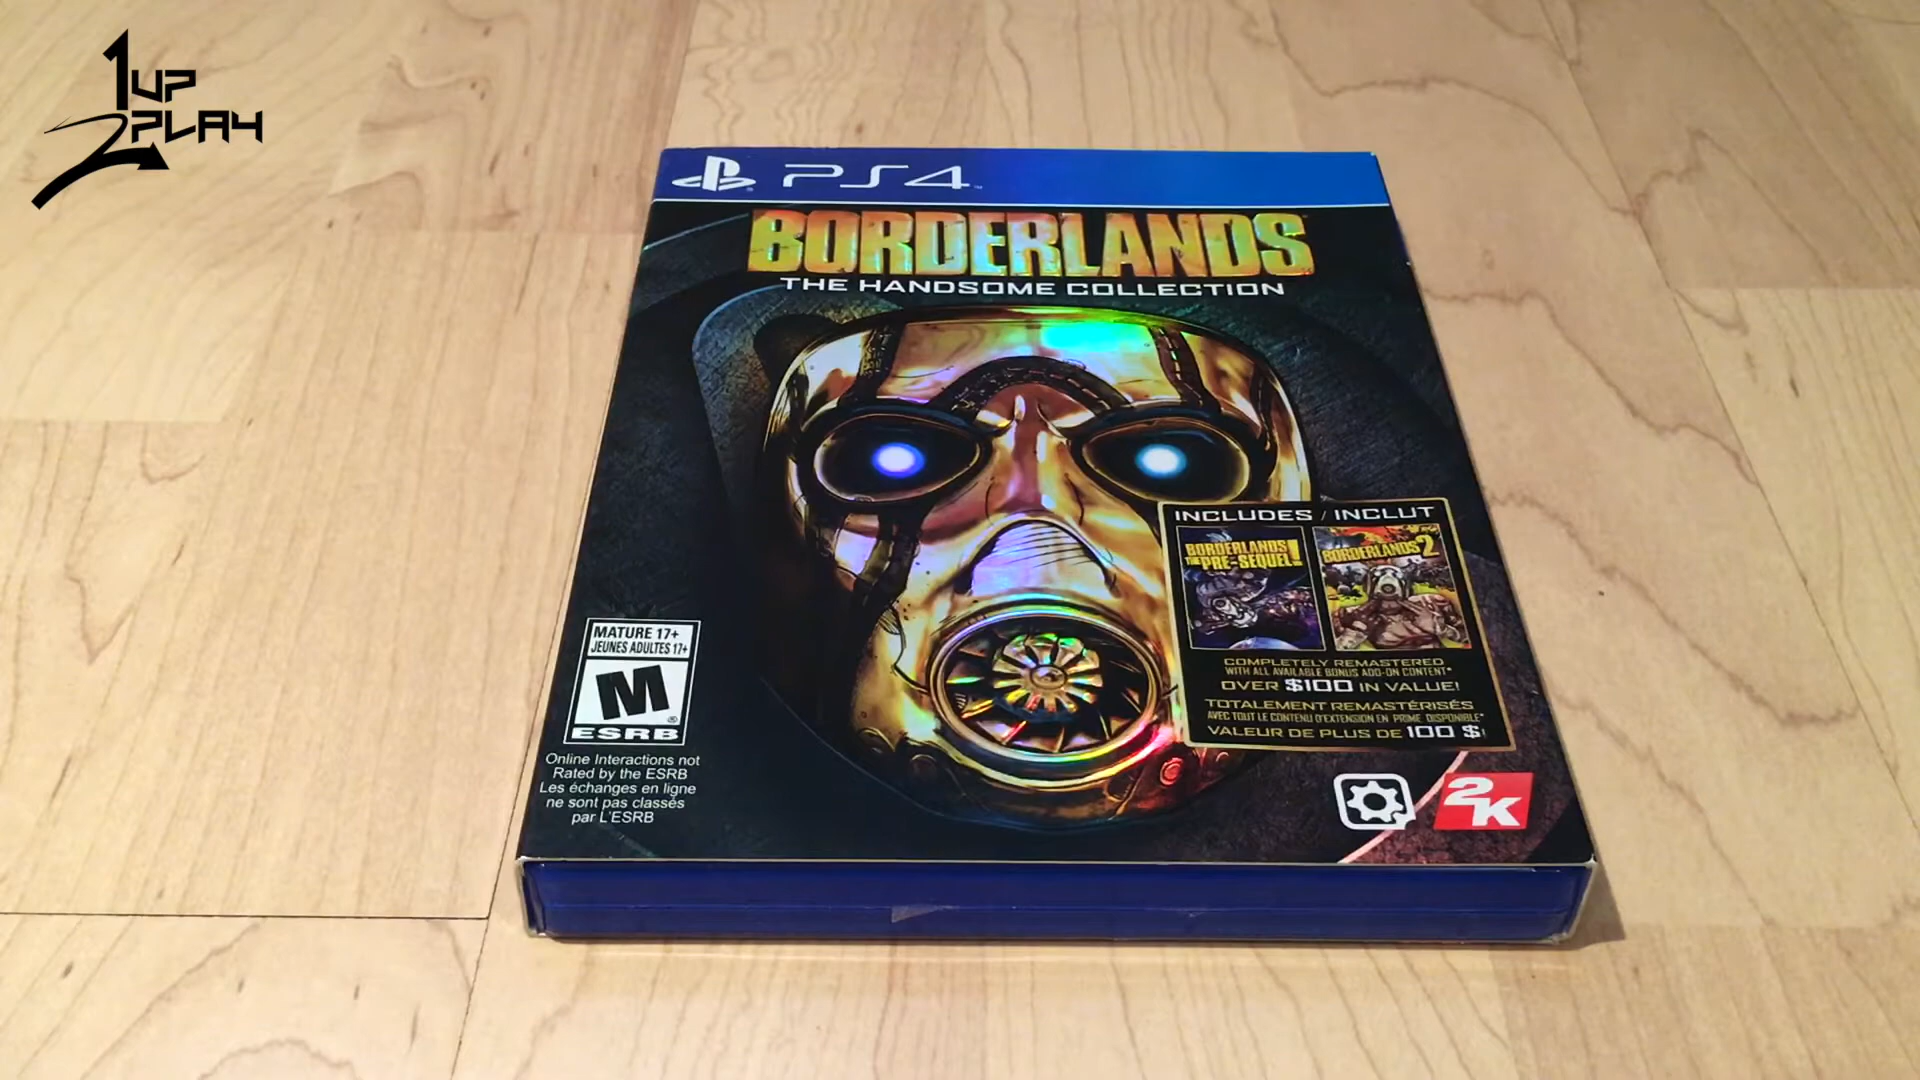 1UP
2PLAY
PS4
BORDERLANDS
THE HANDSOME COLLECTION
INCLUDES / INCLUT
BORDERLANDS
THE PRE-SEQUEL!
BORDERLANDS 2
COMPLETELY REMASTERED
WITH ALL AVAILABLE BONUS ADD-ON CONTENT*
OVER $100 IN VALUE!
TOTALEMENT REMASTÉRISÉS
AVEC TOUT LE CONTENU D'EXTENSION EN PRIME DISPONIBLE*
VALEUR DE PLUS DE 100 $!
MATURE 17+
JEUNES ADULTES 17+
M
ESRB
Online Interactions not
Rated by the ESRB
Les échanges en ligne
ne sont pas classés
par L'ESRB
2K